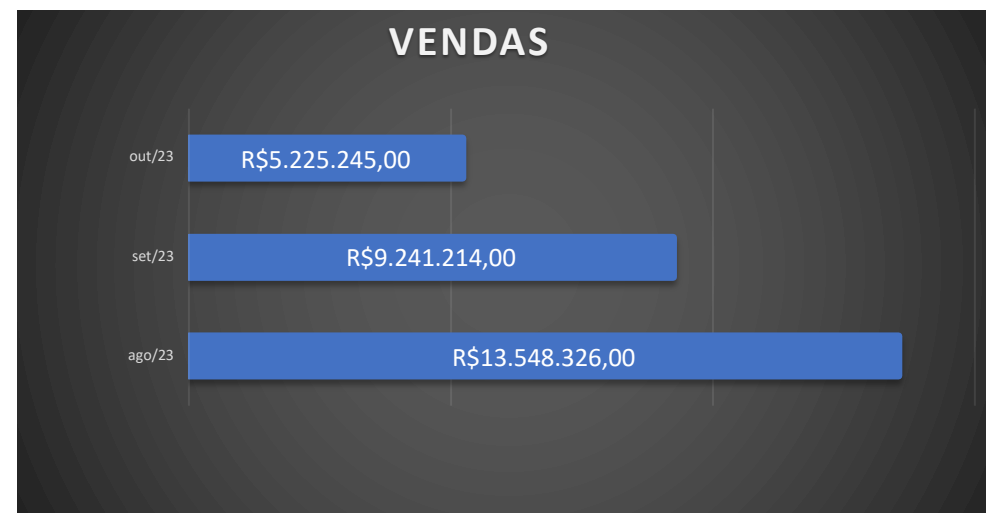 VENDAS
out/23
R$5.225.245,00
set/23
R$9.241.214,00
ago/23
R$13.548.326,00